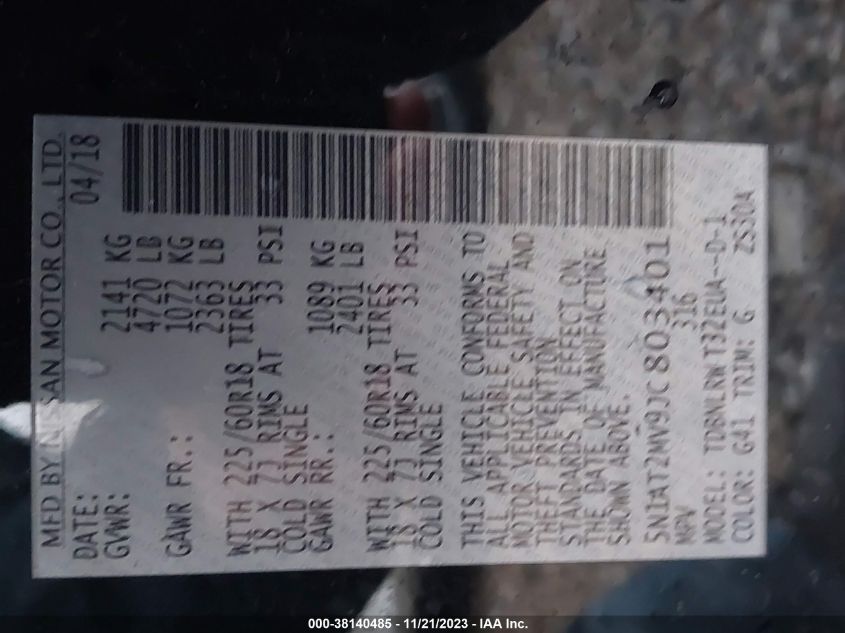 MFD BY NISSAN MOTOR CO., LTD.
DATE: 04/18
GVWR: 2141 KG
4720 LB
GAWR FR.: 1072 KG
2363 LB
WITH 225/60R18 TIRES
18 X 7J RIMS AT 33 PSI
COLD SINGLE
GAWR RR.: 1089 KG
2401 LB
WITH 225/60R18 TIRES
18 X 7J RIMS AT 33 PSI
COLD SINGLE
THIS VEHICLE CONFORMS TO
ALL APPLICABLE FEDERAL
MOTOR VEHICLE SAFETY AND
THEFT PREVENTION
STANDARDS IN EFFECT ON
THE DATE OF MANUFACTURE
SHOWN ABOVE.
5N1AT2MV9JC803401
MPV 316
MODEL: TDBNLRW T32EUA--D-1
COLOR: G41 TRIM: G ZS30A
000-38140485 - 11/21/2023 - IAA Inc.